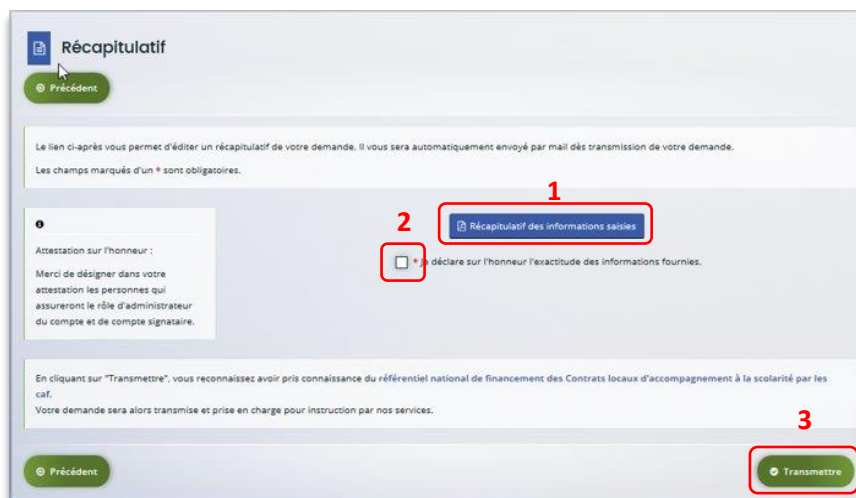 Récapitulatif
Précédent
Le lien ci-après vous permet d'éditer un récapitulatif de votre demande. Il vous sera automatiquement envoyé par mail dès transmission de votre demande.
Les champs marqués d'un * sont obligatoires.
1
Récapitulatif des informations saisies
2
* Je déclare sur l'honneur l'exactitude des informations fournies.
Attestation sur l'honneur :
Merci de désigner dans votre
attestation les personnes qui
assureront le rôle d'administrateur
du compte et de compte signataire.
En cliquant sur "Transmettre", vous reconnaissez avoir pris connaissance du référentiel national de financement des Contrats locaux d'accompagnement à la scolarité par les
caf.
Votre demande sera alors transmise et prise en charge pour instruction par nos services.
3
Précédent
Transmettre